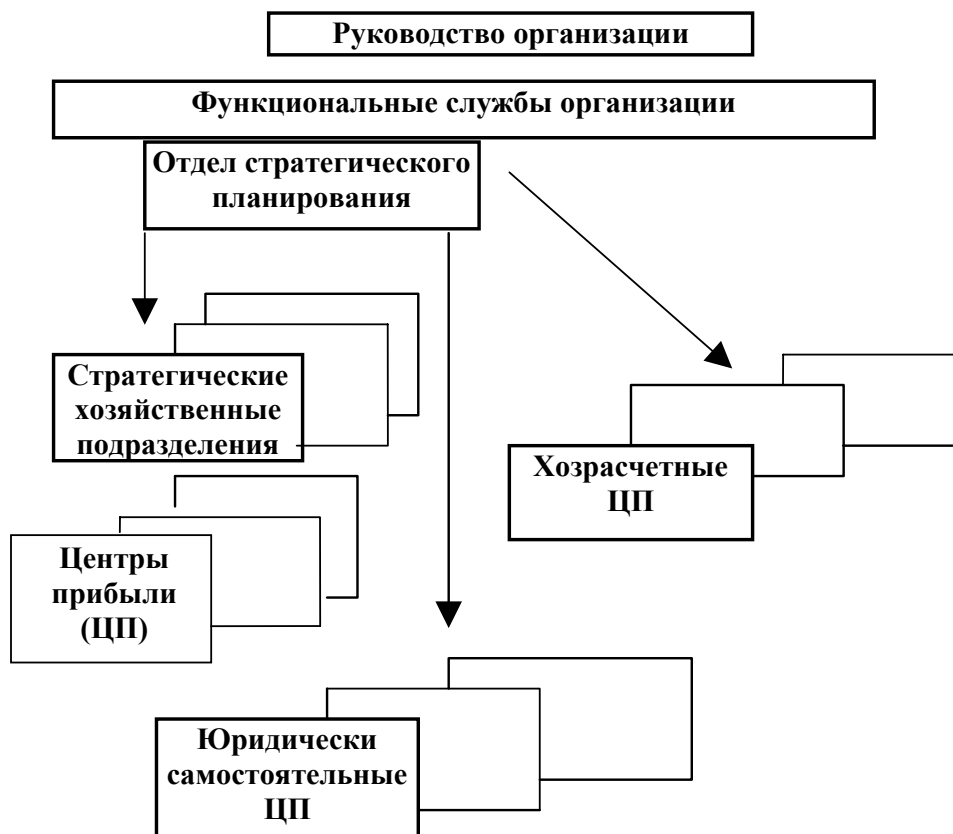 Руководство организации
Функциональные службы организации
Отдел стратегического
планирования
Стратегические
хозяйственные
подразделения
Хозрасчетные
ЦП
Центры
прибыли
(ЦП)
Юридически
самостоятельные
ЦП